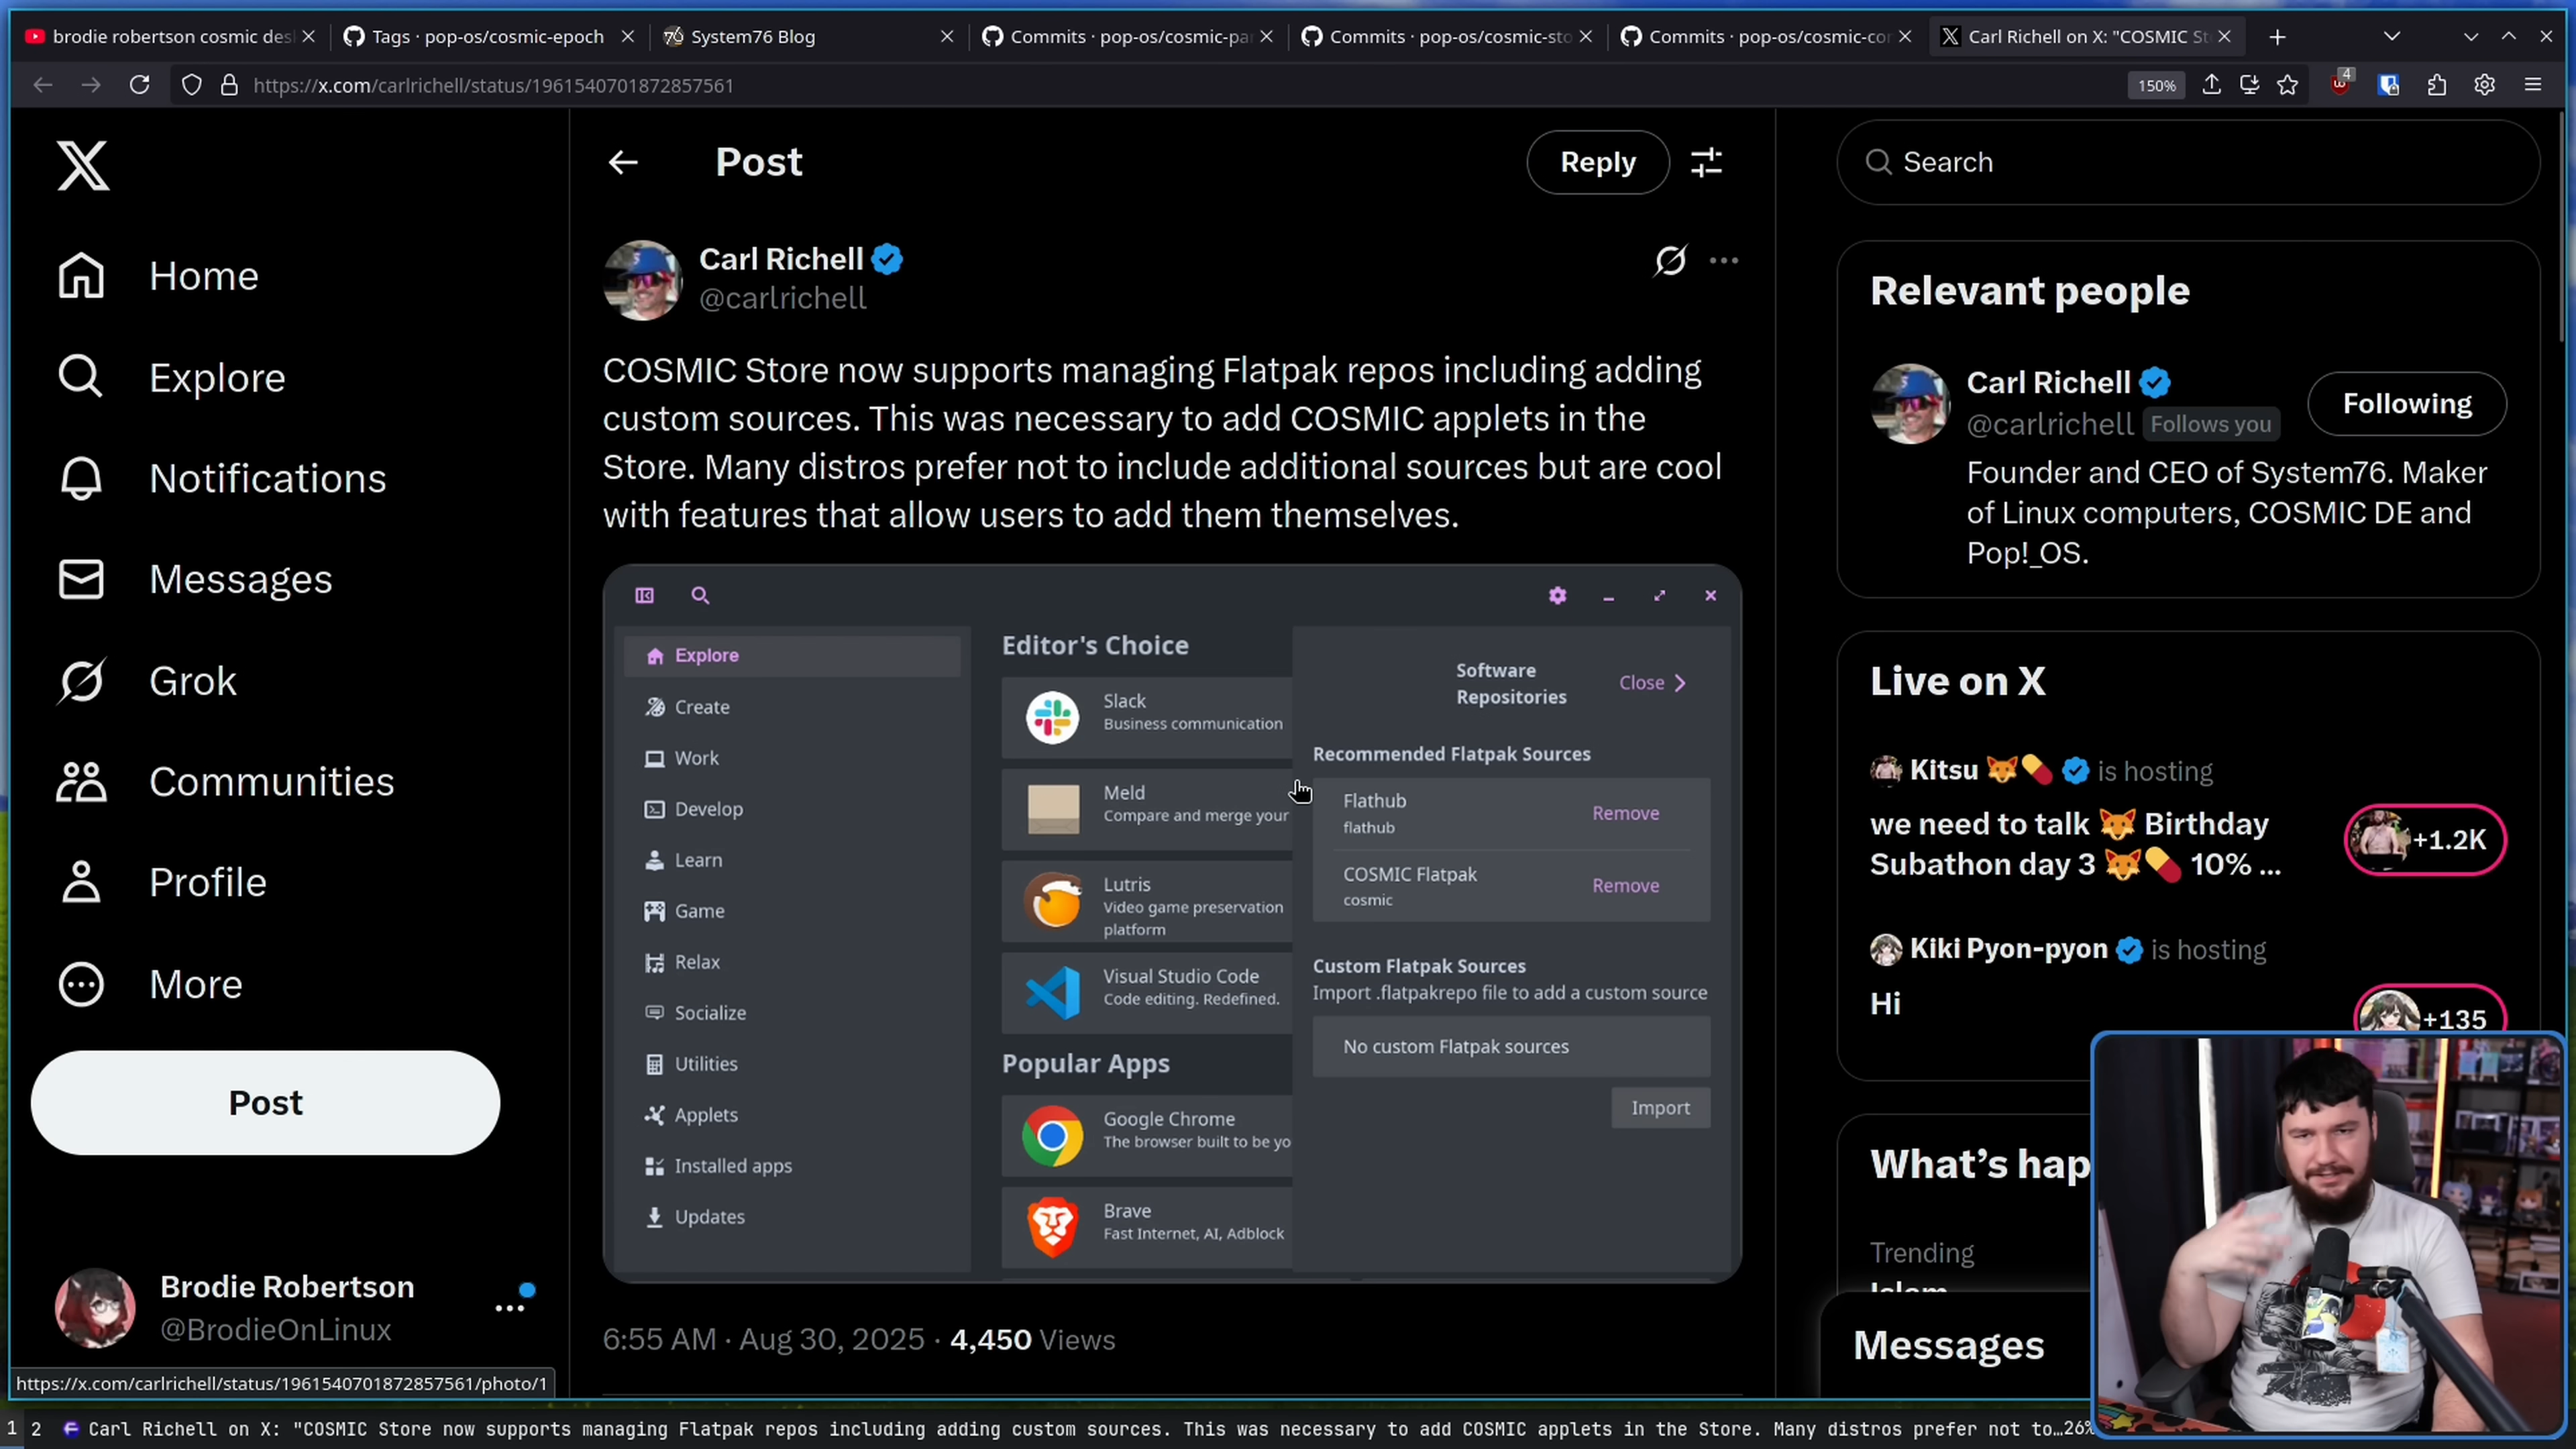 brodie robertson cosmic des
Tags · pop-os/cosmic-epoch
System76 Blog
Commits · pop-os/cosmic-pa
Commits · pop-os/cosmic-sto
Commits · pop-os/cosmic-co
Carl Richell on X: "COSMIC St
https://x.com/carlrichell/status/1961540701872857561
150%
4
Home
Explore
Notifications
Messages
Grok
Communities
Profile
More
Post
Brodie Robertson
@BrodieOnLinux
Post
Reply
Carl Richell
@carlrichell
COSMIC Store now supports managing Flatpak repos including adding
custom sources. This was necessary to add COSMIC applets in the
Store. Many distros prefer not to include additional sources but are cool
with features that allow users to add them themselves.
Explore
Create
Work
Develop
Learn
Game
Relax
Socialize
Utilities
Applets
Installed apps
Updates
Editor's Choice
Slack
Business communication
Meld
Compare and merge your
Lutris
Video game preservation
platform
Visual Studio Code
Code editing. Redefined.
Popular Apps
Google Chrome
The browser built to be yo
Brave
Fast Internet, AI, Adblock
Software
Repositories
Close
Recommended Flatpak Sources
Flathub
flathub
Remove
COSMIC Flatpak
cosmic
Remove
Custom Flatpak Sources
Import .flatpakrepo file to add a custom source
No custom Flatpak sources
Import
6:55 AM · Aug 30, 2025 · 4,450 Views
Search
Relevant people
Carl Richell
@carlrichell Follows you
Following
Founder and CEO of System76. Maker
of Linux computers, COSMIC DE and
Pop!_OS.
Live on X
Kitsu 🦊💊 is hosting
we need to talk 🦊 Birthday
Subathon day 3 🦊💊 10% ...
+1.2K
Kiki Pyon-pyon is hosting
Hi
+135
What's hap
Trending
Islam
Messages
https://x.com/carlrichell/status/1961540701872857561/photo/1
1 2 Carl Richell on X: "COSMIC Store now supports managing Flatpak repos including adding custom sources. This was necessary to add COSMIC applets in the Store. Many distros prefer not to…26%